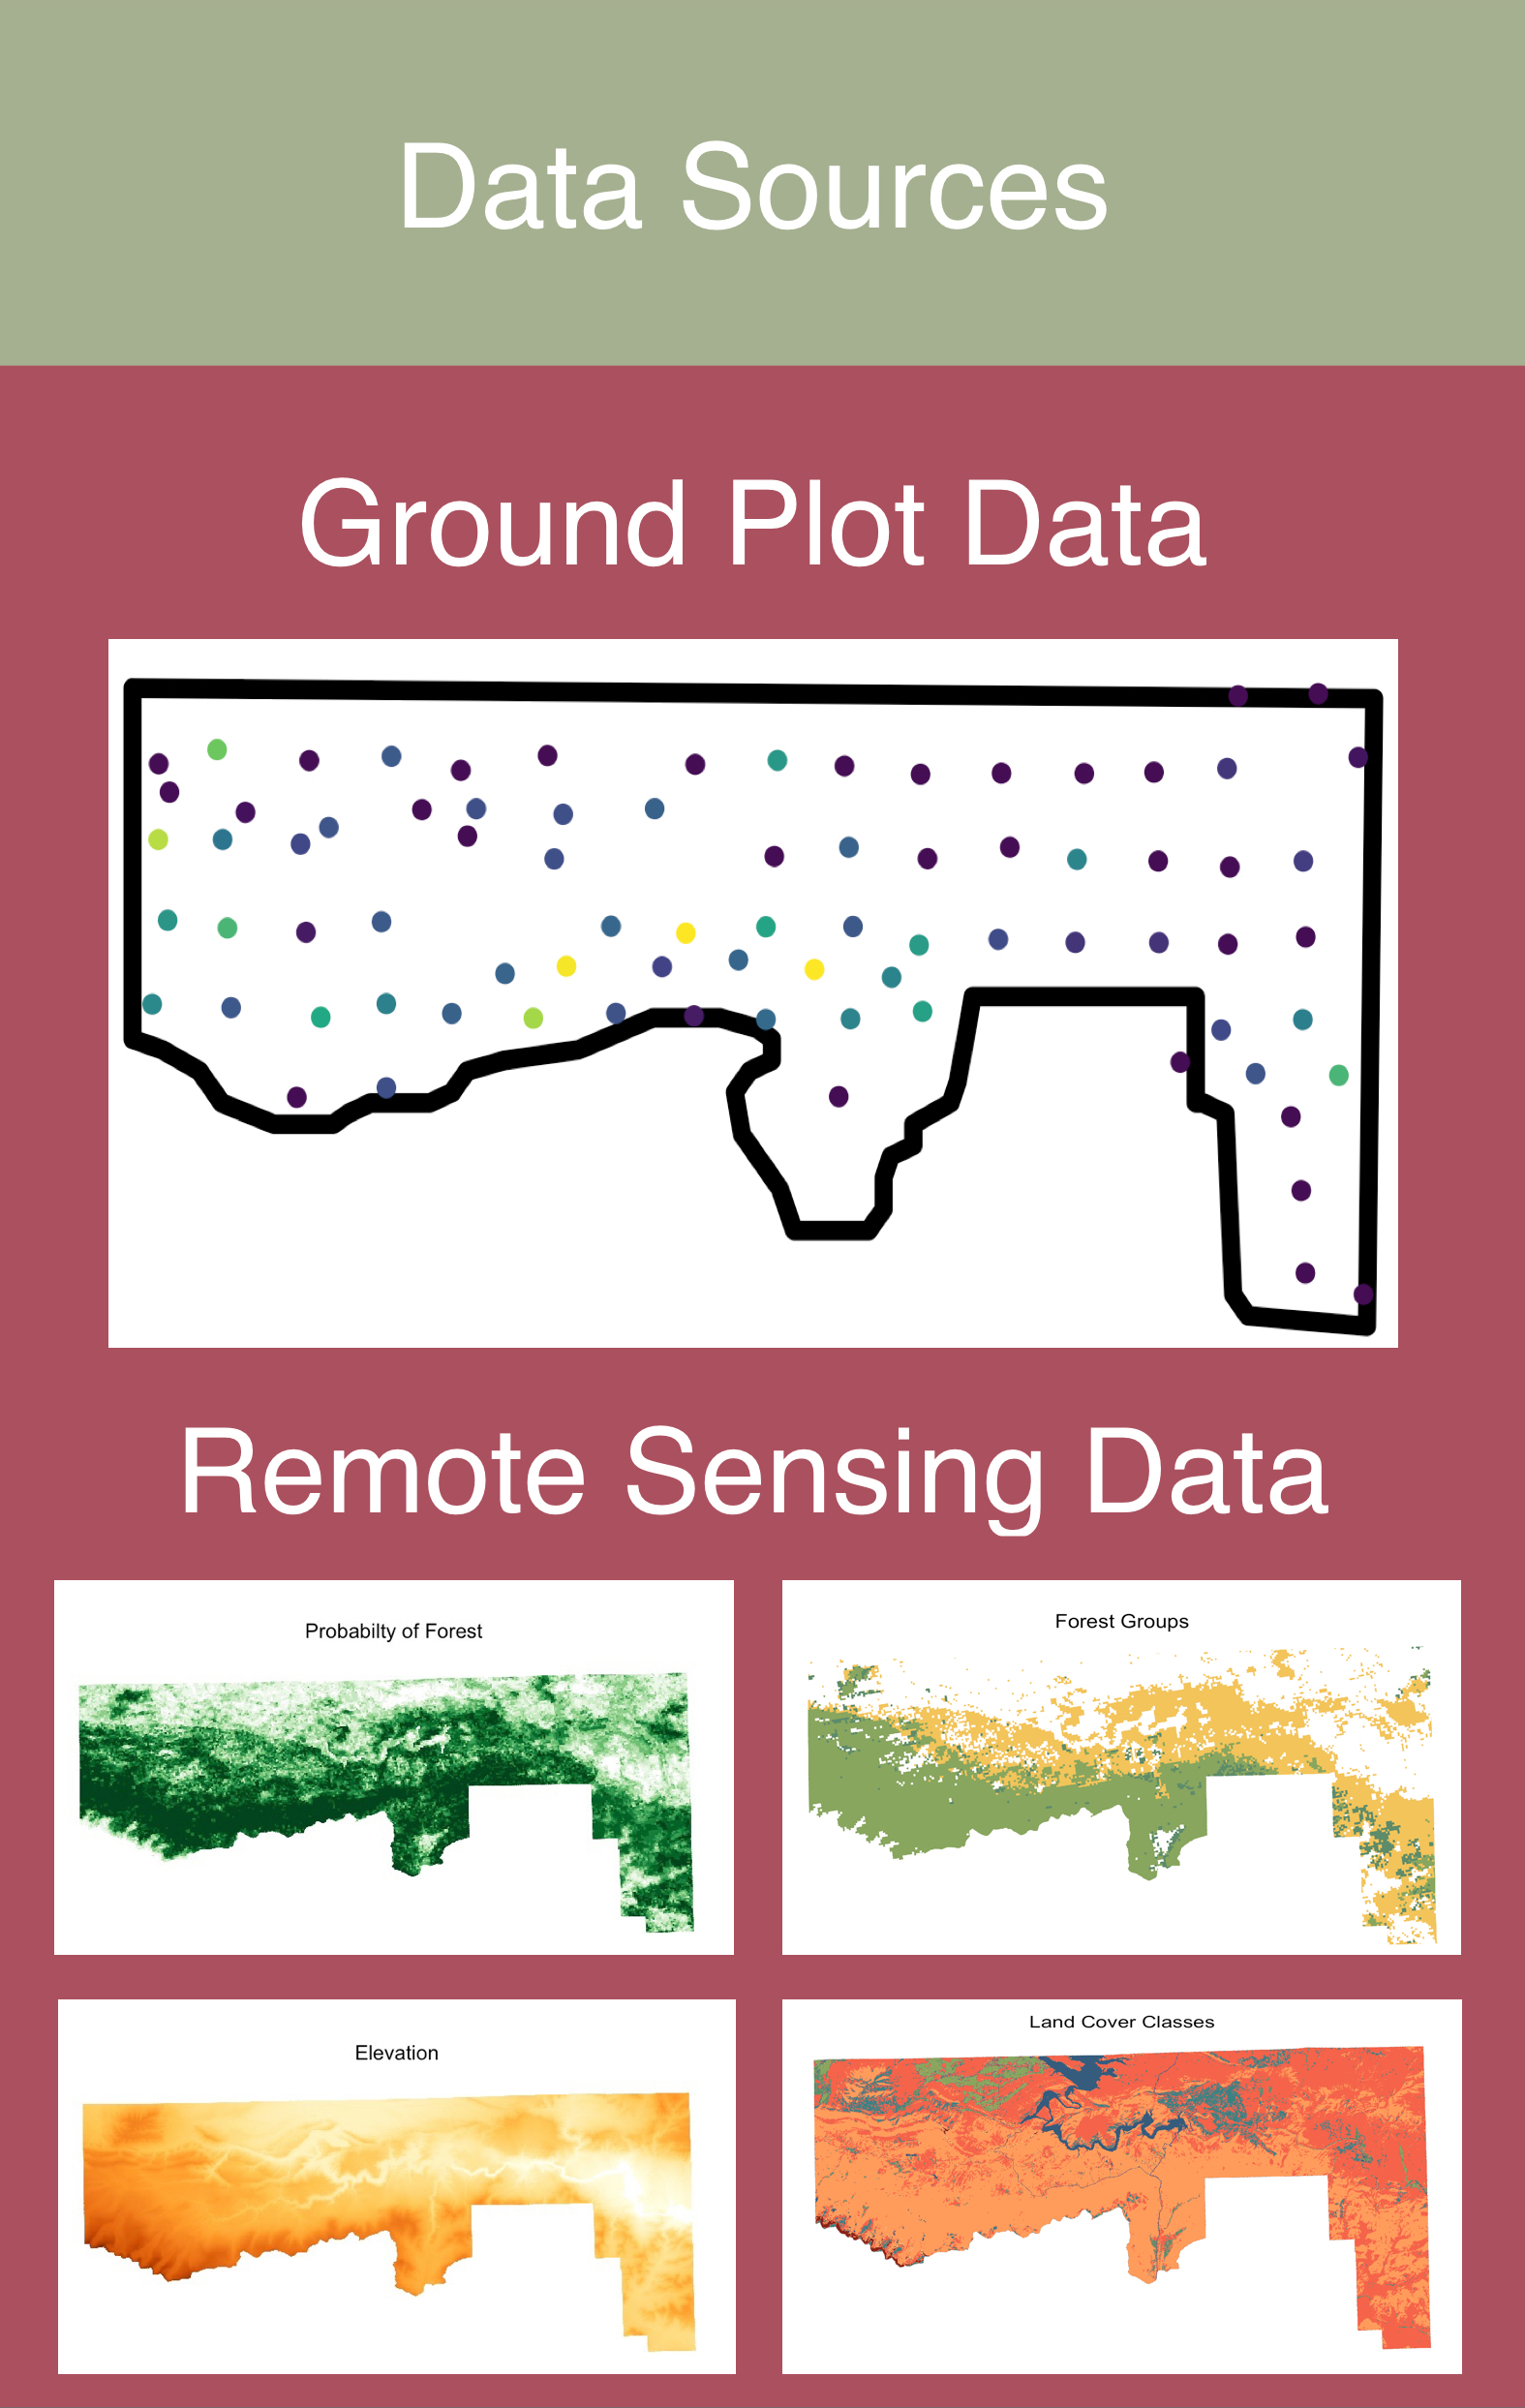 Data Sources
Ground Plot Data
Remote Sensing Data
Probabilty of Forest
Forest Groups
Elevation
Land Cover Classes